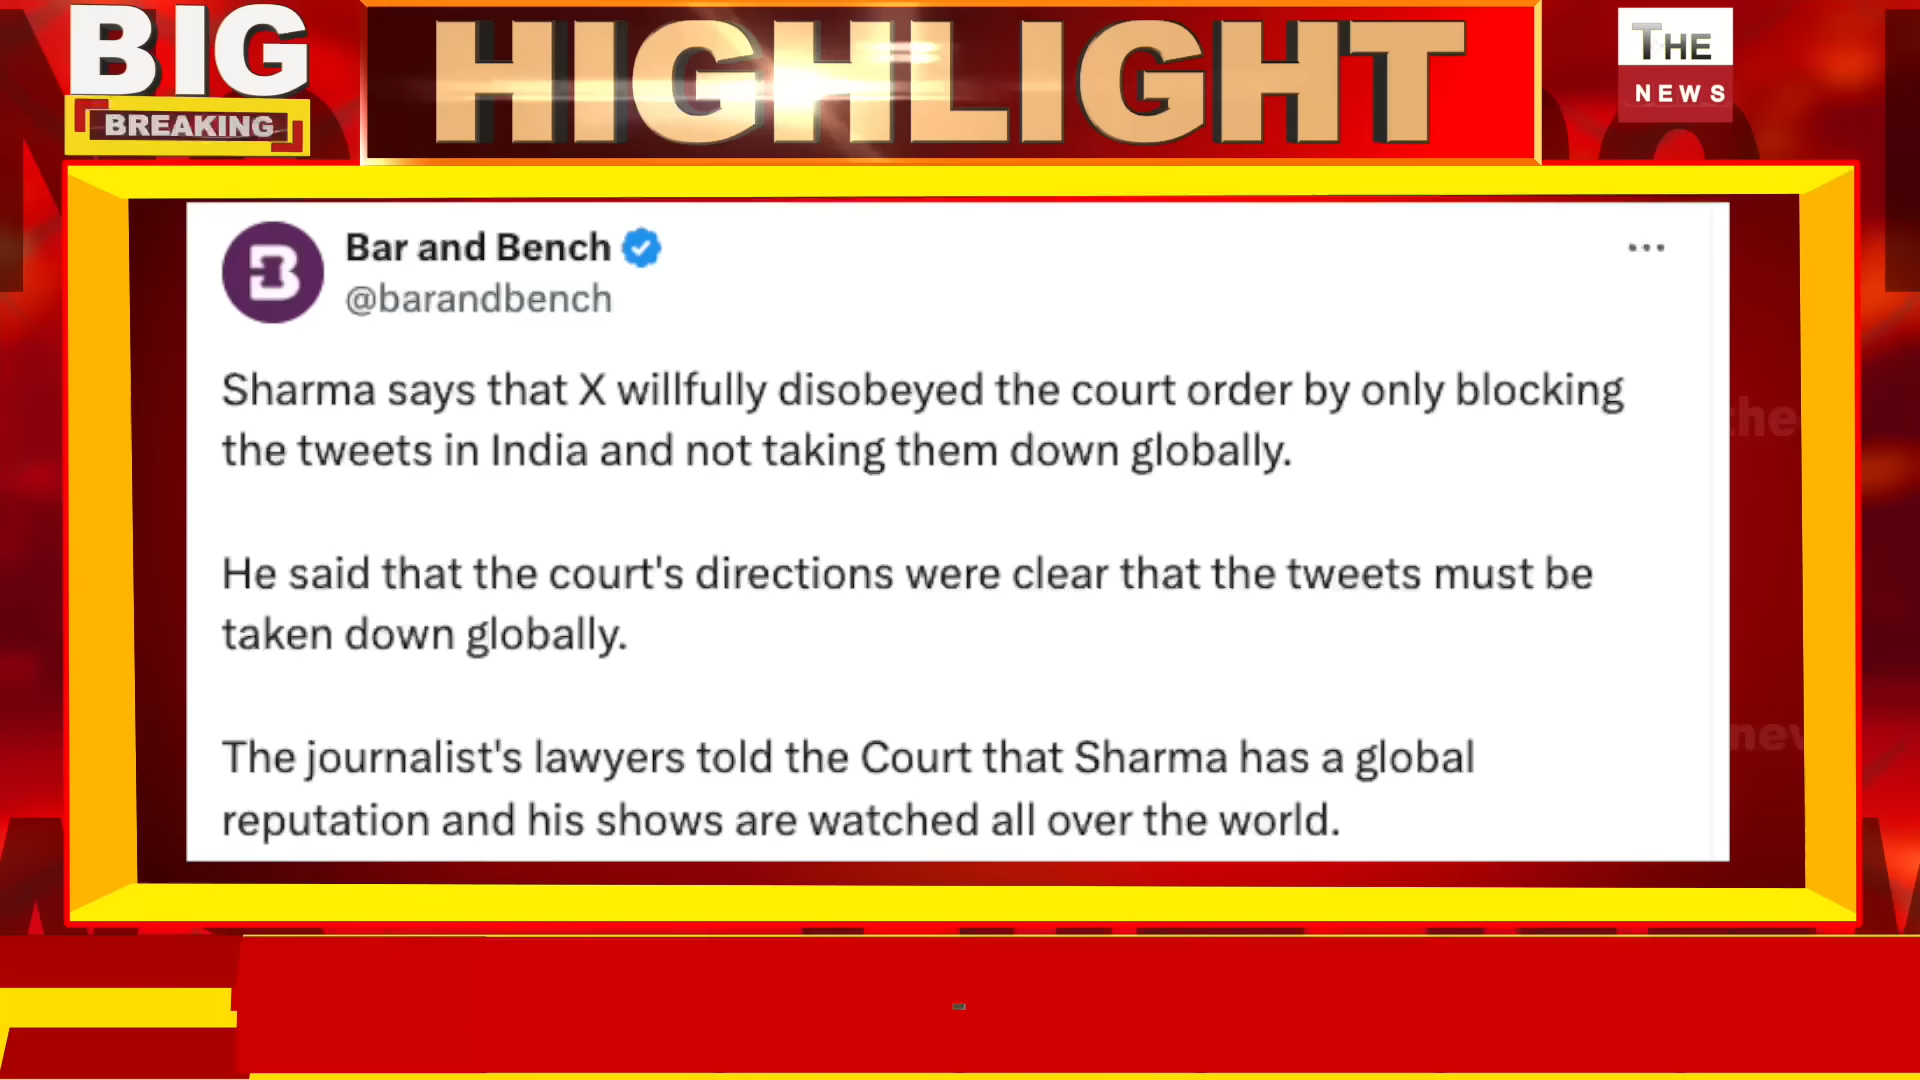 BIG
BREAKING
HIGHLIGHT
THE
NEWS
Bar and Bench
@barandbench
Sharma says that X willfully disobeyed the court order by only blocking
the tweets in India and not taking them down globally.
He said that the court's directions were clear that the tweets must be
taken down globally.
The journalist's lawyers told the Court that Sharma has a global
reputation and his shows are watched all over the world.
the
-